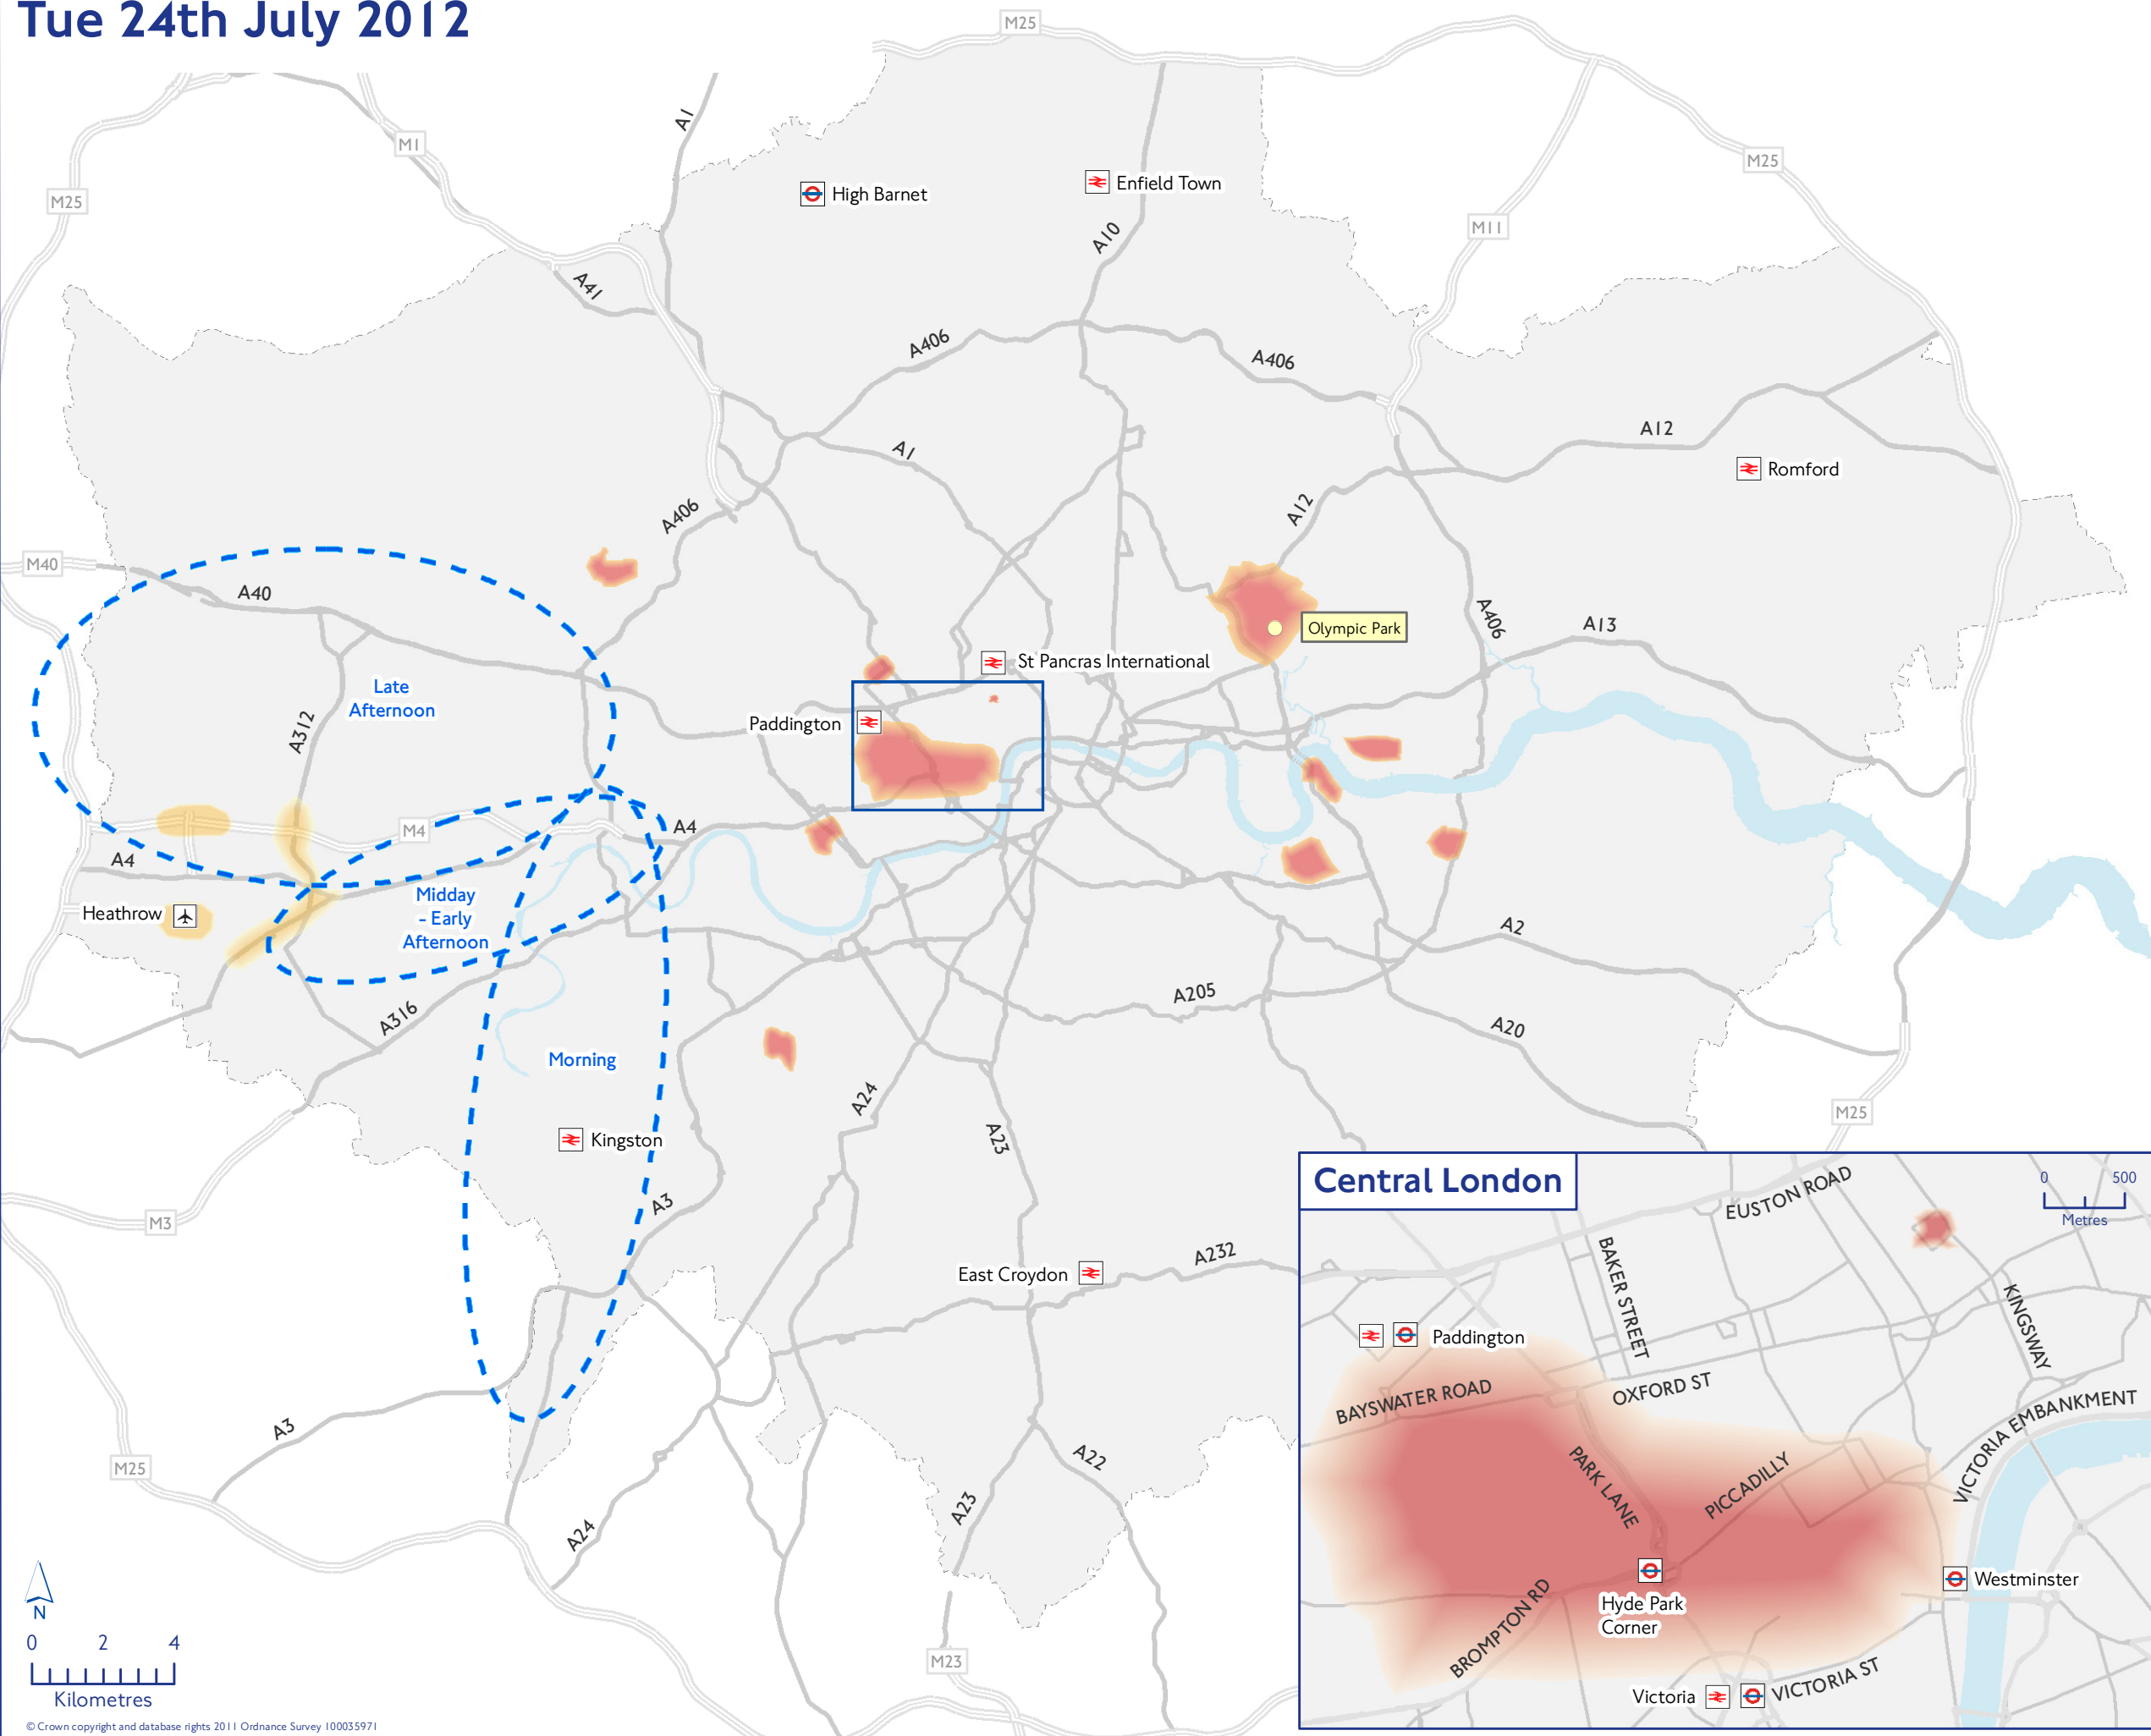 Tue 24th July 2012
M25
M1
A1
M25
M25
High Barnet
Enfield Town
A10
M11
A41
A406
A406
A1
A12
Romford
A12
A406
M40
A40
A406
A13
Olympic Park
St Pancras International
Late
Afternoon
A312
Paddington
M4
A4
A4
Heathrow
Midday
- Early
Afternoon
A2
A316
A205
A20
Morning
A24
A23
M25
Kingston
A3
M3
East Croydon
A232
A3
M25
A22
A23
A24
M23
N
0 2 4
Kilometres
© Crown copyright and database rights 2011 Ordnance Survey 100035971
Central London
EUSTON ROAD
0 500
Metres
BAKER STREET
KINGSWAY
Paddington
BAYSWATER ROAD
OXFORD ST
VICTORIA EMBANKMENT
PARK LANE
PICCADILLY
Hyde Park
Corner
Westminster
BROMPTON RD
Victoria
VICTORIA ST